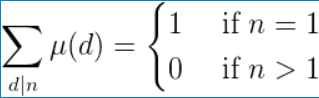 ∑_{d|n} μ(d) = { 1 if n = 1
0 if n > 1